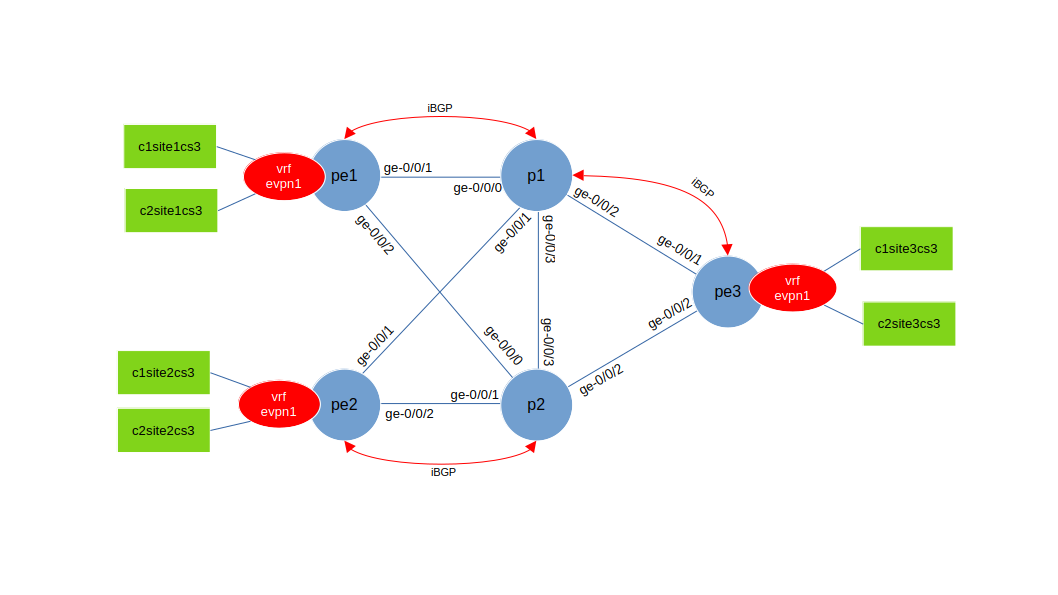 iBGP
c1site1cs3
vrf
evpn1
pe1
ge-0/0/1
p1
ge-0/0/0
iBGP
c2site1cs3
ge-0/0/2
ge-0/0/2
ge-0/0/1
ge-0/0/3
ge-0/0/1
c1site3cs3
pe3
vrf
evpn1
c2site3cs3
ge-0/0/2
ge-0/0/1
ge-0/0/0
ge-0/0/3
ge-0/0/2
c1site2cs3
vrf
evpn1
pe2
ge-0/0/1
p2
ge-0/0/2
c2site2cs3
iBGP